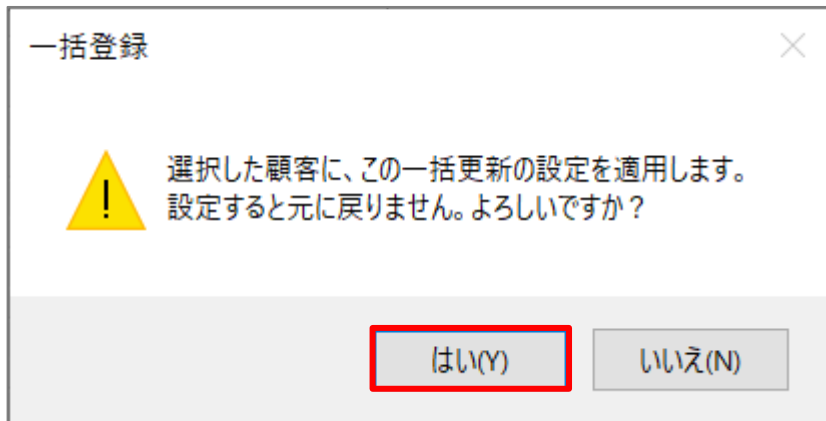 一括登録
選択した顧客に、この一括更新の設定を適用します。
設定すると元に戻りません。よろしいですか？
はい(Y)
いいえ(N)